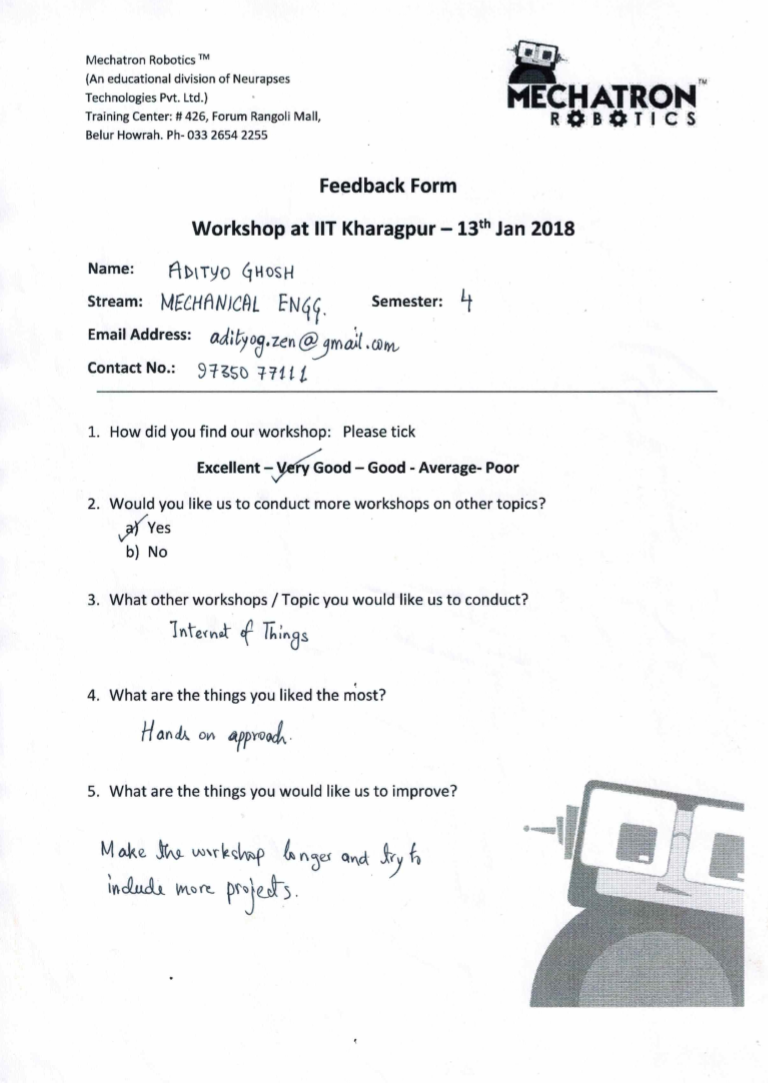 Mechatron Robotics ™
(An educational division of Neurapses
Technologies Pvt. Ltd.)
Training Center: # 426, Forum Rangoli Mall,
Belur Howrah. Ph- 033 2654 2255
MECHATRON™
ROBOTICS
Feedback Form
Workshop at IIT Kharagpur – 13th Jan 2018
Name: ADITYO GHOSH
Stream: MECHANICAL ENGG. Semester: 4
Email Address: adityog.zen@gmail.com
Contact No.: 97350 77111
1. How did you find our workshop: Please tick
Excellent – Very Good – Good - Average- Poor
2. Would you like us to conduct more workshops on other topics?
a) Yes
b) No
3. What other workshops / Topic you would like us to conduct?
Internet of Things
4. What are the things you liked the most?
Hands on approach.
5. What are the things you would like us to improve?
Make the workshop longer and try to
include more projects.